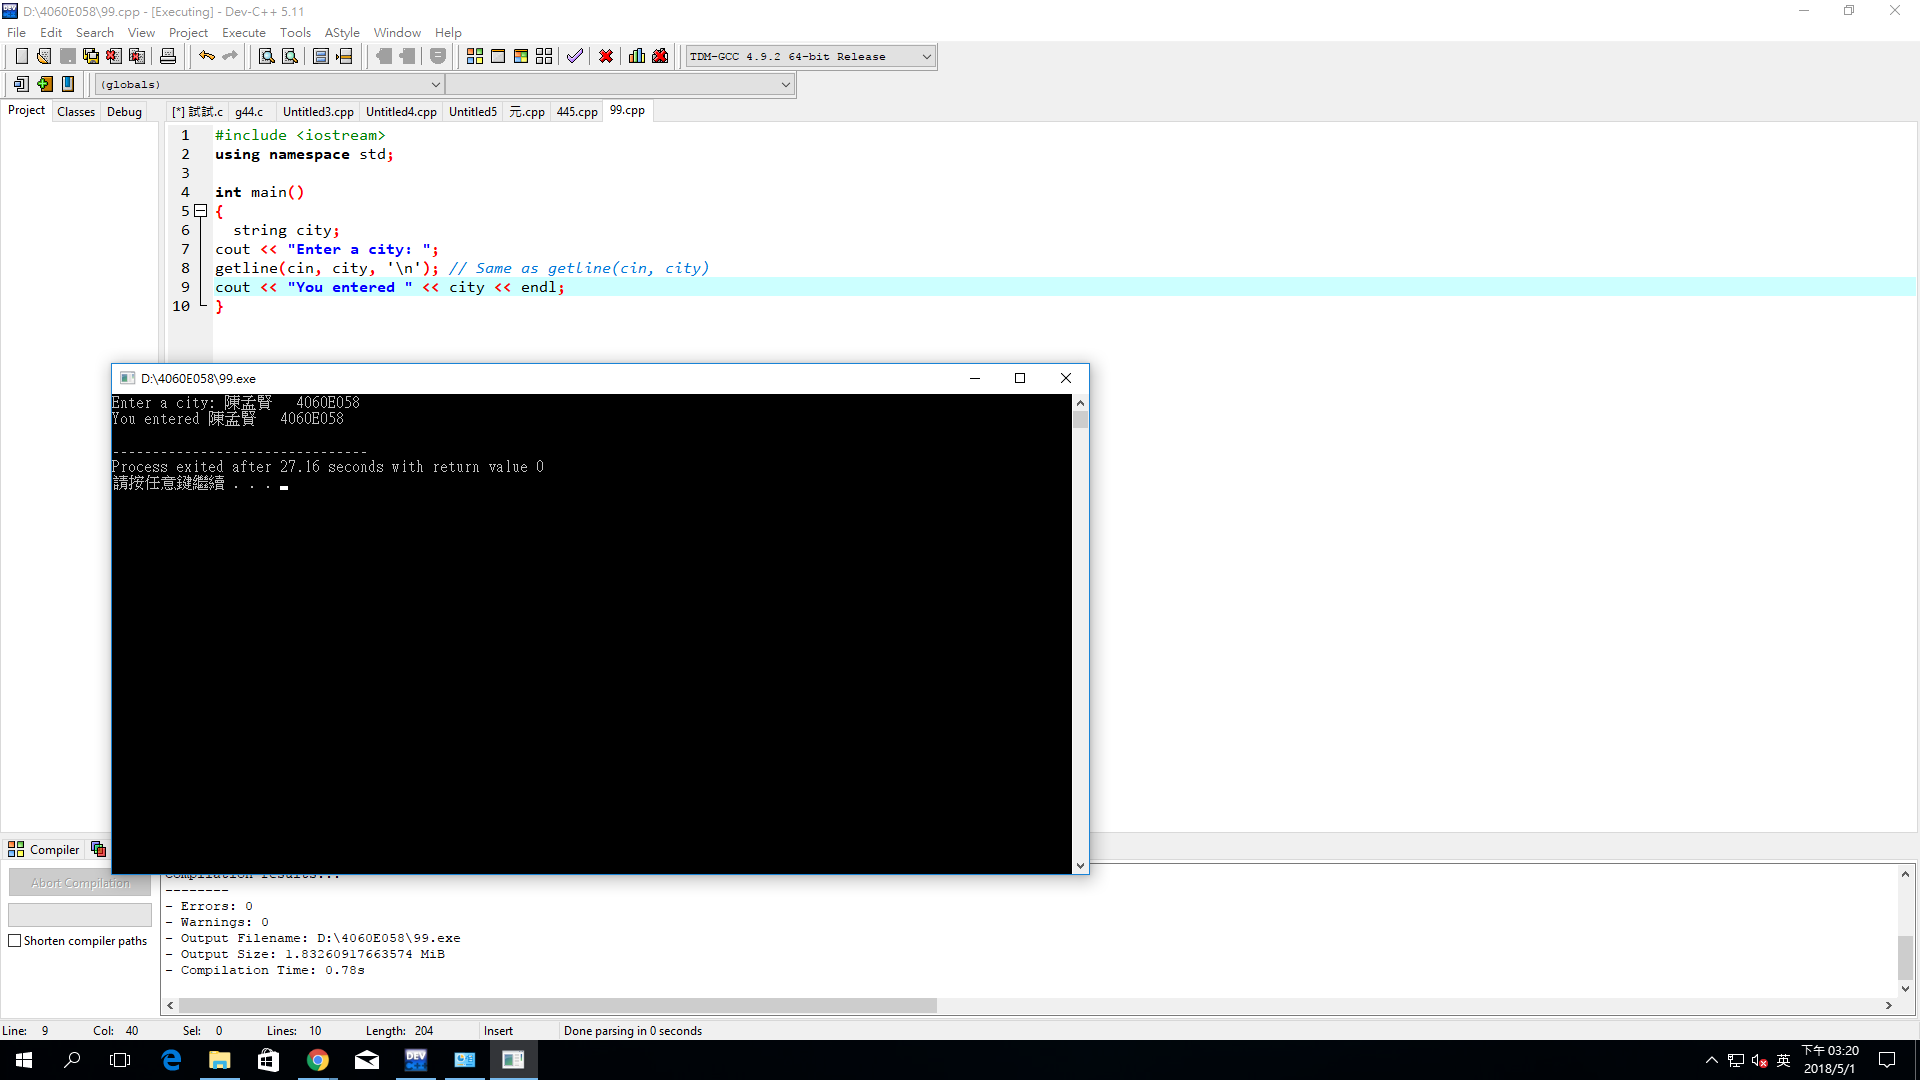 D:\4060E058\99.cpp - [Executing] - Dev-C++ 5.11
File Edit Search View Project Execute Tools AStyle Window Help
TDM-GCC 4.9.2 64-bit Release
(globals)
Project Classes Debug
[*] 試試.c g44.c Untitled3.cpp Untitled4.cpp Untitled5 元.cpp 445.cpp 99.cpp
1 #include <iostream>
2 using namespace std;
3
4 int main()
5 {
6 string city;
7 cout << "Enter a city: ";
8 getline(cin, city, '\n'); // Same as getline(cin, city)
9 cout << "You entered " << city << endl;
10 }
D:\4060E058\99.exe
Enter a city: 陳孟賢 4060E058
You entered 陳孟賢 4060E058
--------------------------------
Process exited after 27.16 seconds with return value 0
請按任意鍵繼續 . . .
Compiler
Abort Compilation
Shorten compiler paths
Compilation results...
--------
- Errors: 0
- Warnings: 0
- Output Filename: D:\4060E058\99.exe
- Output Size: 1.83260917663574 MiB
- Compilation Time: 0.78s
Line: 9 Col: 40 Sel: 0 Lines: 10 Length: 204 Insert Done parsing in 0 seconds
DEV
英
下午 03:20
2018/5/1